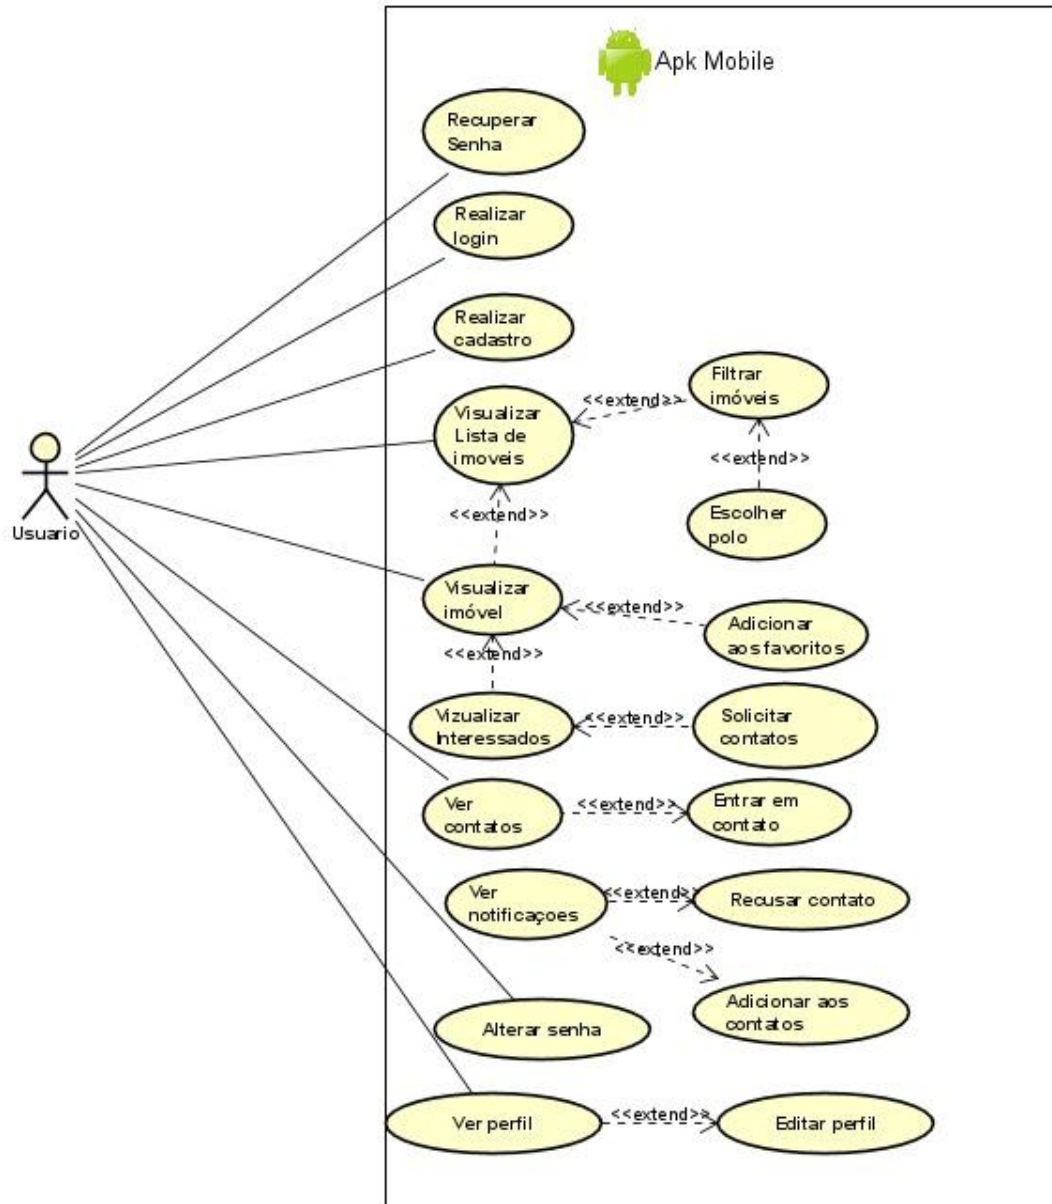 Apk Mobile
Recuperar
Senha
Realizar
login
Realizar
cadastro
Filtrar
imóveis
<<extend>>
Visualizar
Lista de
imoveis
<<extend>>
Escolher
polo
<<extend>>
Usuario
Visualizar
imóvel
<<extend>>
Adicionar
aos favoritos
<<extend>>
Vizualizar
Interessados
<<extend>>
Solicitar
contatos
Ver
contatos
<<extend>>
Entrar em
contato
Ver
notificaçoes
<<extend>>
Recusar contato
<<extend>>
Adicionar aos
contatos
Alterar senha
Ver perfil
<<extend>>
Editar perfil